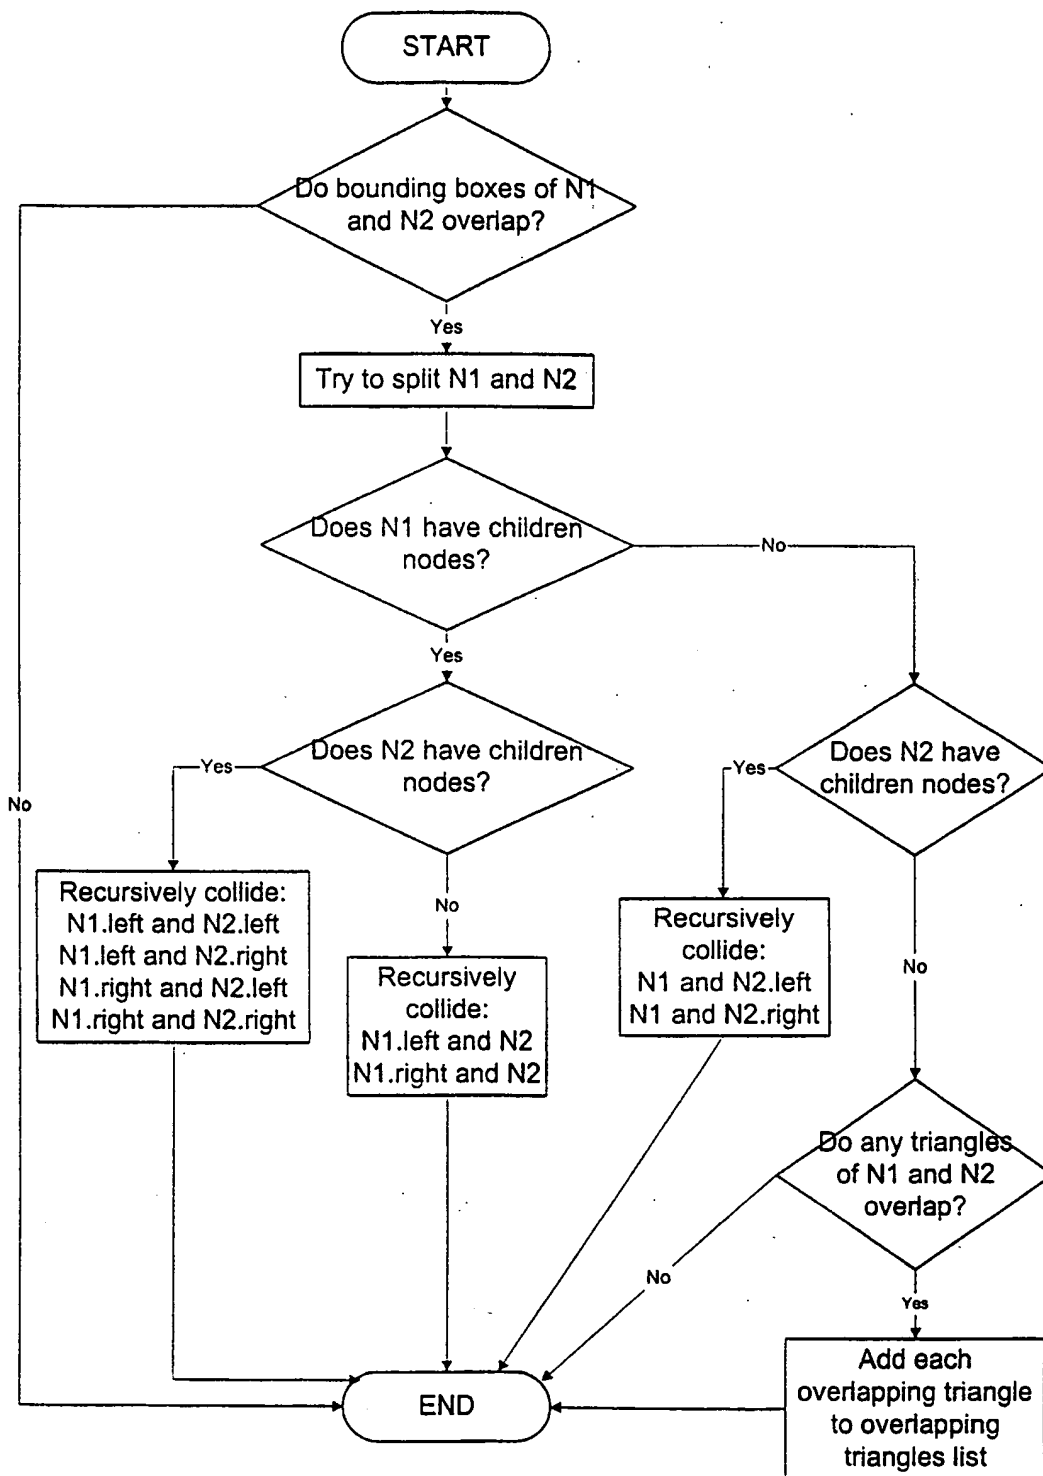 START
Do bounding boxes of N1
and N2 overlap?
Yes
Try to split N1 and N2
Does N1 have children
nodes?
No
Yes
Does N2 have children
nodes?
Yes
No
Does N2 have
children nodes?
Yes
No
No
Recursively collide:
N1.left and N2.left
N1.left and N2.right
N1.right and N2.left
N1.right and N2.right
Recursively
collide:
N1.left and N2
N1.right and N2
Recursively
collide:
N1 and N2.left
N1 and N2.right
Do any triangles
of N1 and N2
overlap?
No
Yes
Add each
overlapping triangle
to overlapping
triangles list
END